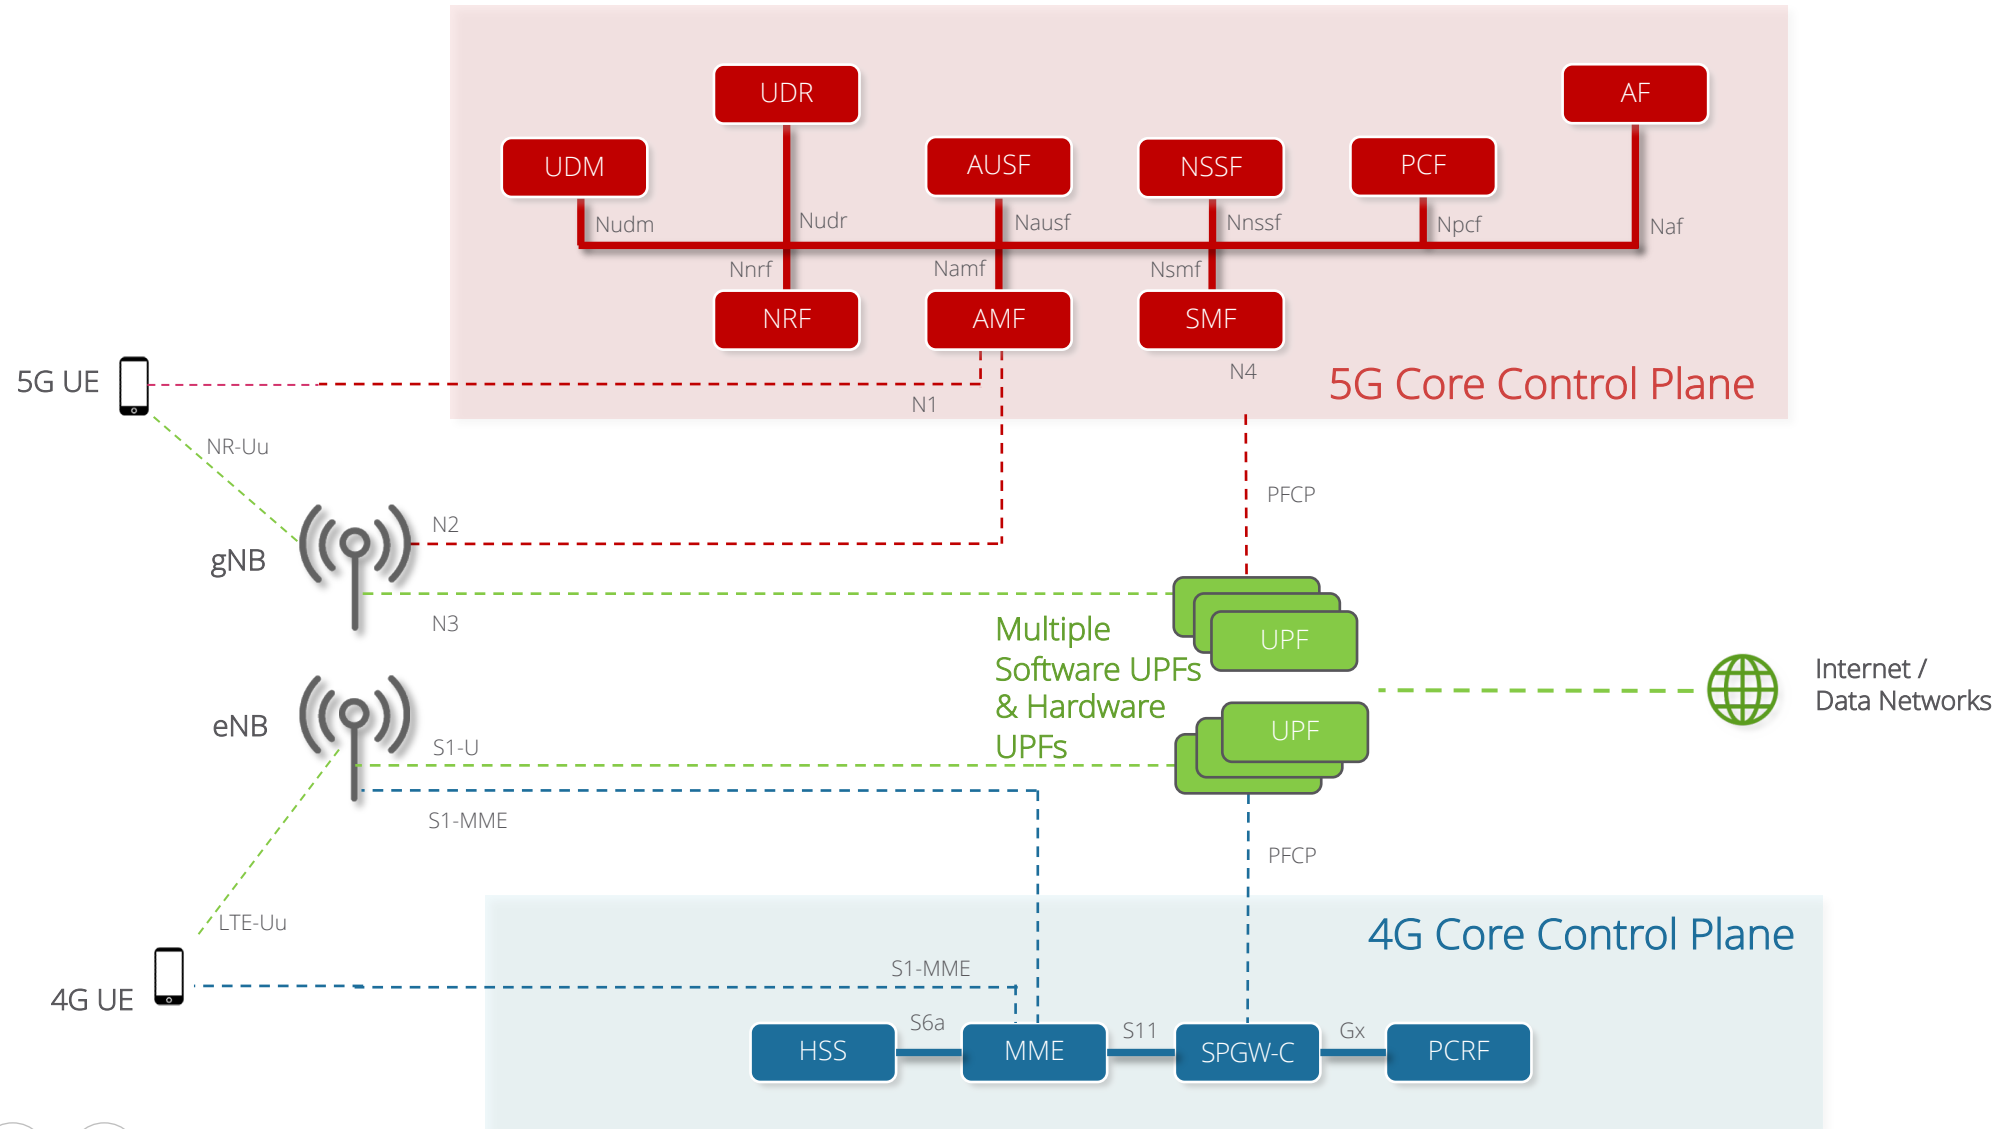 UDR
AF
UDM
AUSF
NSSF
PCF
Nudm
Nudr
Nausf
Nnssf
Npcf
Naf
Nnrf
Namf
Nsmf
NRF
AMF
SMF
N4
5G Core Control Plane
5G UE
N1
NR-Uu
PFCP
N2
gNB
N3
Multiple
Software UPFs
& Hardware
UPFs
UPF
Internet /
Data Networks
eNB
UPF
S1-U
S1-MME
PFCP
LTE-Uu
4G Core Control Plane
S1-MME
4G UE
S6a
S11
Gx
HSS
MME
SPGW-C
PCRF